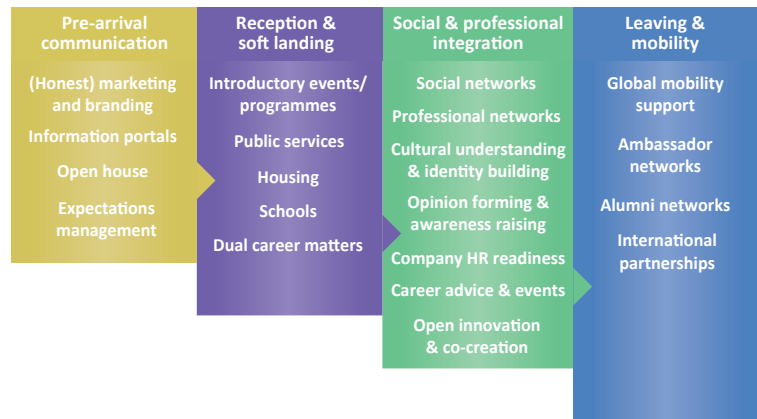 Pre-arrival
communication
(Honest) marketing
and branding
Information portals
Open house
Expectations
management
Reception &
soft landing
Introductory events/
programmes
Public services
Housing
Schools
Dual career matters
Social & professional
integration
Social networks
Professional networks
Cultural understanding
& identity building
Opinion forming &
awareness raising
Company HR readiness
Career advice & events
Open innovation
& co-creation
Leaving &
mobility
Global mobility
support
Ambassador
networks
Alumni networks
International
partnerships